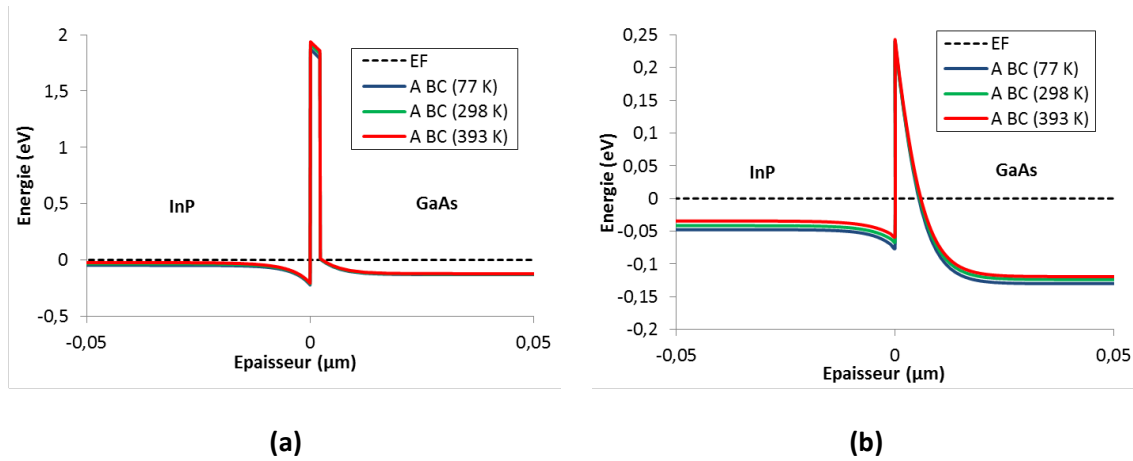 2
1,5
1
0,5
0
-0,5
-0,05
0
0,05
Energie (eV)
Epaisseur (µm)
InP
GaAs
EF
A BC (77 K)
A BC (298 K)
A BC (393 K)
(a)
0,25
0,2
0,15
0,1
0,05
0
-0,05
-0,1
-0,15
-0,2
-0,05
0
0,05
Energie (eV)
Epaisseur (µm)
InP
GaAs
EF
A BC (77 K)
A BC (298 K)
A BC (393 K)
(b)